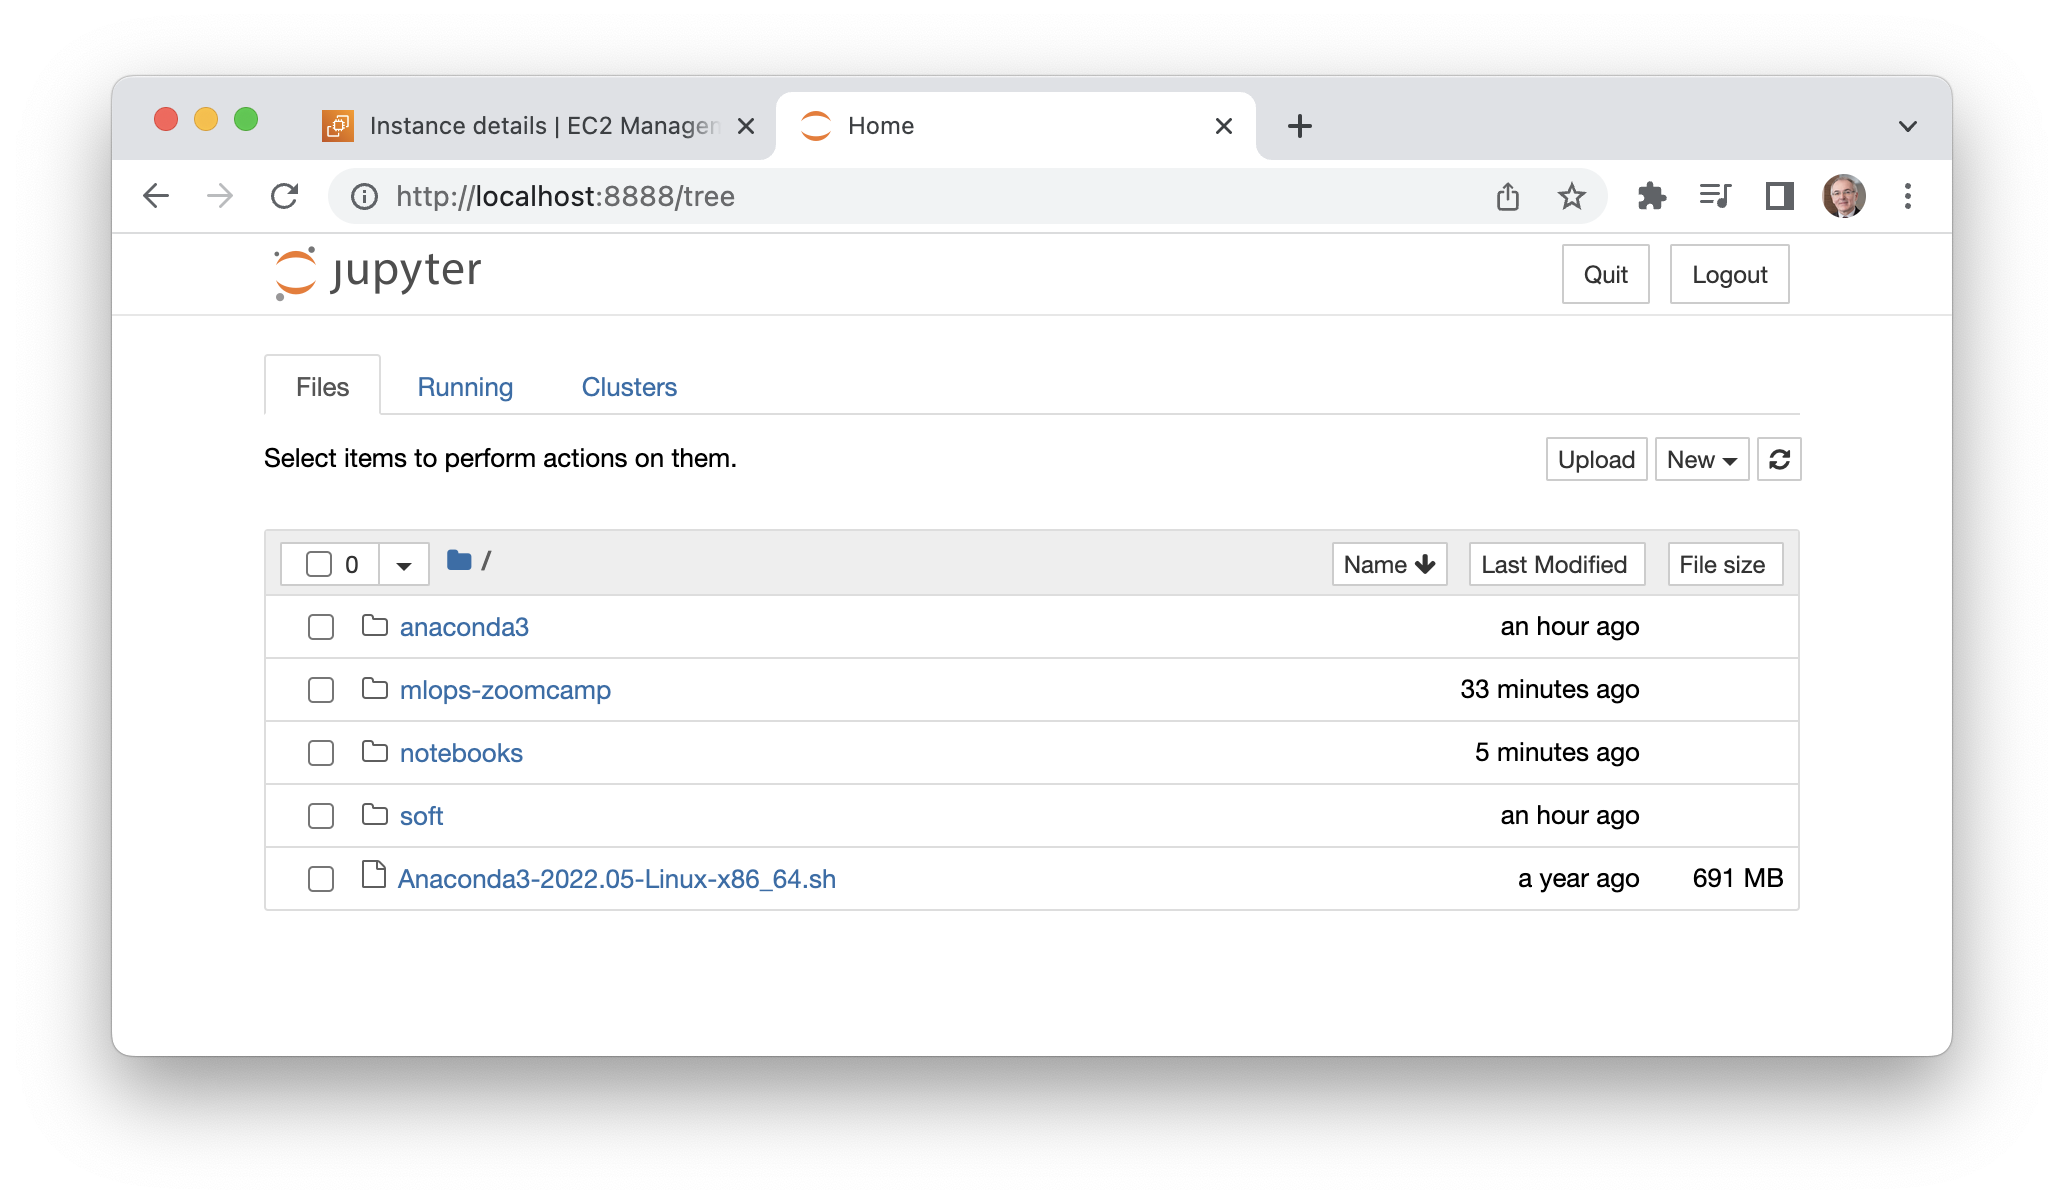 Instance details | EC2 Manager
Home
http://localhost:8888/tree
jupyter
Quit
Logout
Files
Running
Clusters
Select items to perform actions on them.
Upload
New
0
/
Name
Last Modified
File size
anaconda3
an hour ago
mlops-zoomcamp
33 minutes ago
notebooks
5 minutes ago
soft
an hour ago
Anaconda3-2022.05-Linux-x86_64.sh
a year ago
691 MB